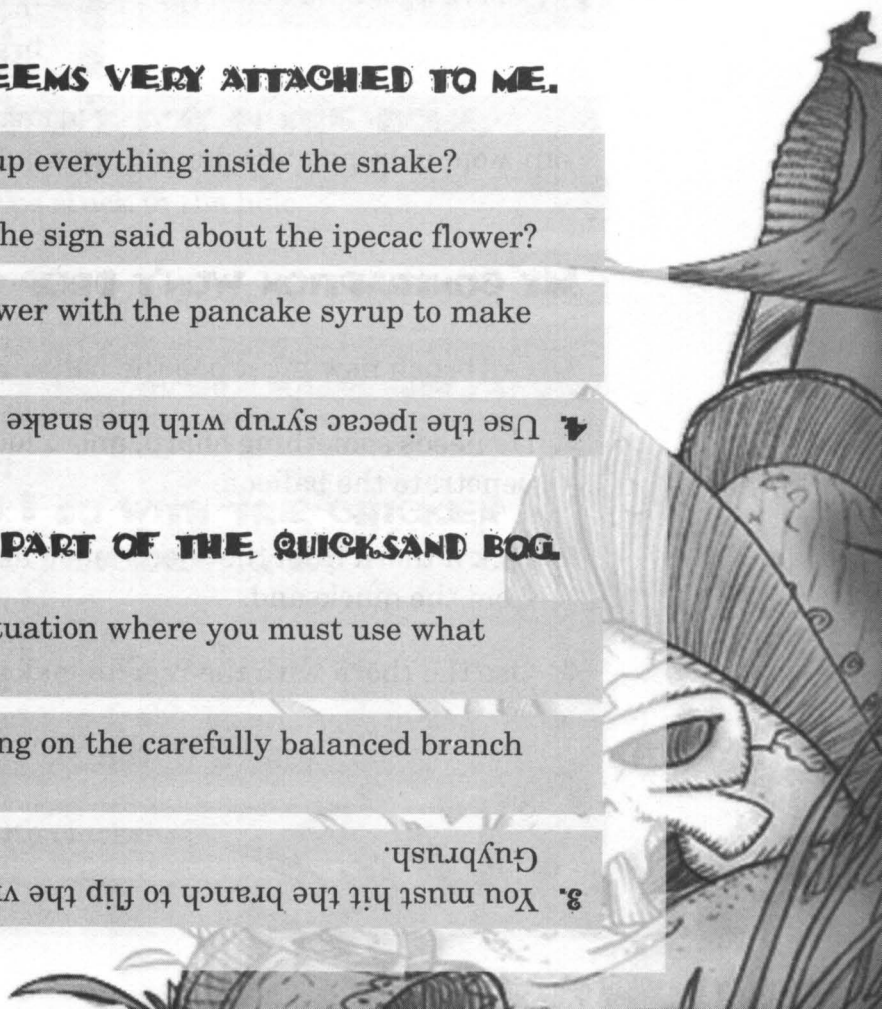 EEMS VERY ATTACHED TO ME.
up everything inside the snake?
he sign said about the ipecac flower?
wer with the pancake syrup to make
4. Use the ipecac syrup with the snake
PART OF THE QUICKSAND BOG.
tuation where you must use what
ng on the carefully balanced branch
3. You must hit the branch to flip the v
Guybrush.